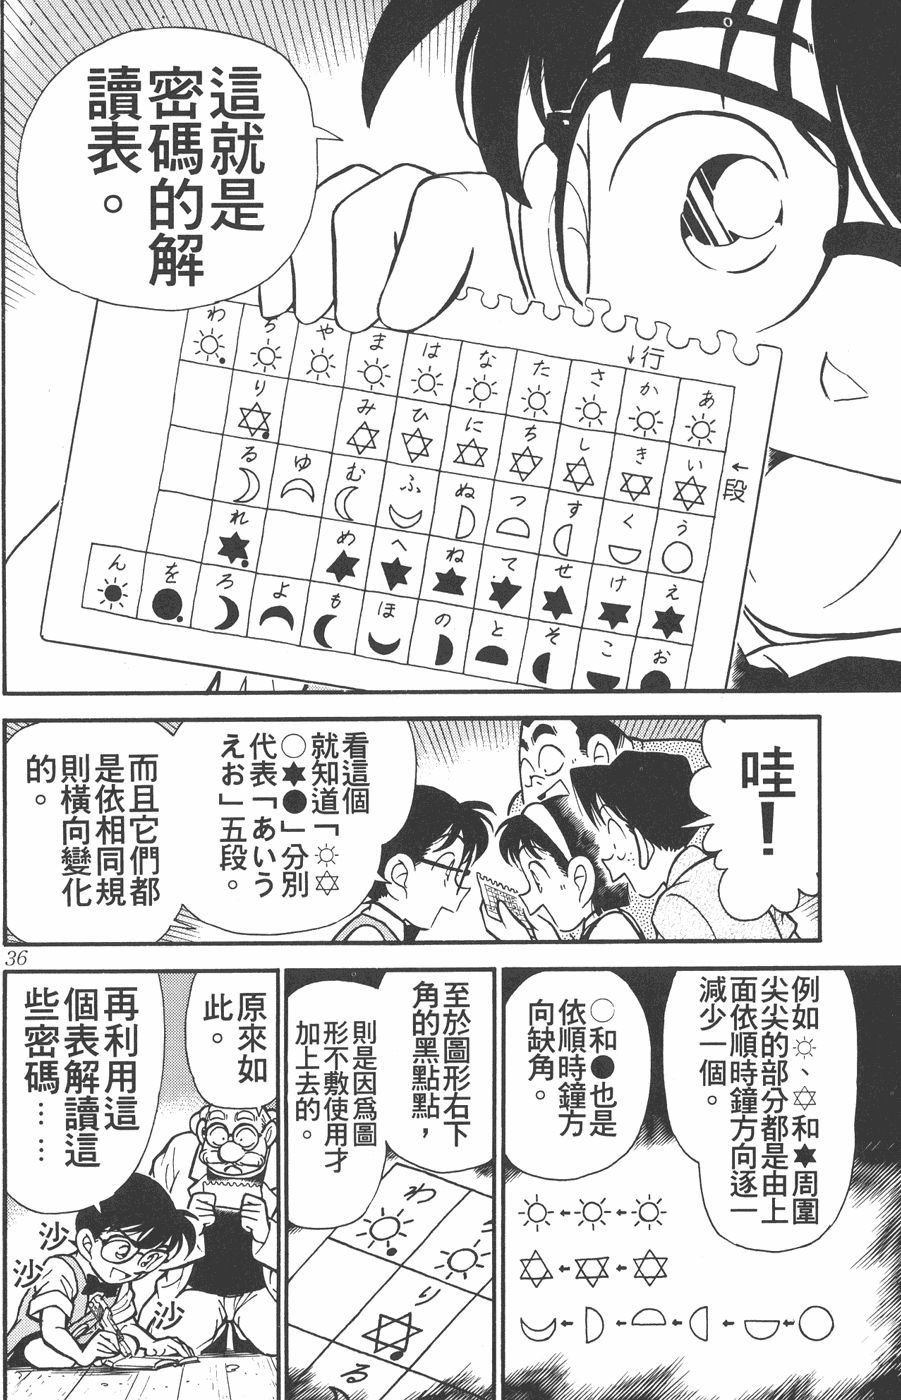 這就是
密碼的解
讀表。
↓行
←段
あ か さ た な は ま や ら わ
い き し ち に ひ み り
う く す つ ぬ ふ む ゆ る
え け せ て ね へ め れ
お こ そ と の ほ も よ ろ を ん
哇!
看這個
就知道「☼✡
○✶●」分別
代表「あいう
えお」五段。
而且它們都
是依相同規
則橫向變化
的。
36
例如☼、✡和✶周圍
尖尖的部分都是由上
面依順時鐘方向逐一
減少一個。
○和●也是
依順時鐘方
向缺角。
至於圖形右下
角的黑點點，
則是因爲圖
形不敷使用才
加上去的。
わ
り
る
原來如
此。
再利用這
個表解讀這
些密碼……
沙
沙
沙